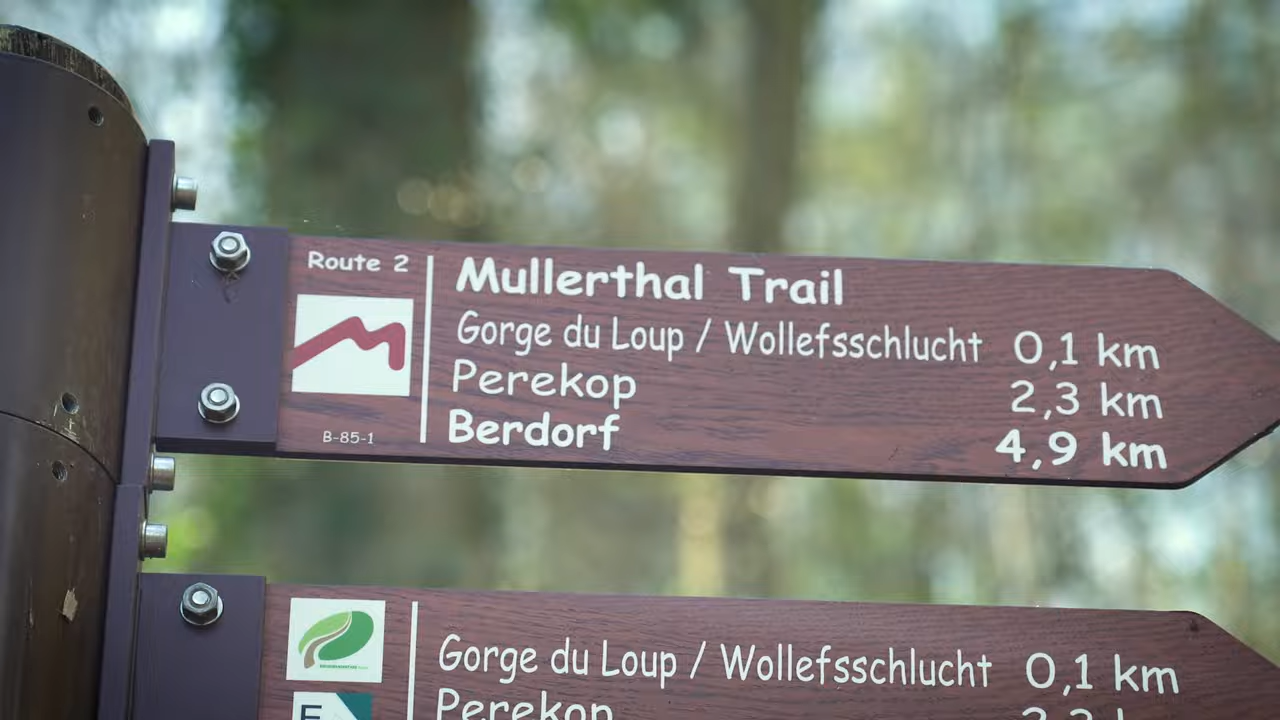 Route 2
Mullerthal Trail
Gorge du Loup / Wollefsschlucht 0,1 km
Perekop 2,3 km
Berdorf 4,9 km
B-85-1
Gorge du Loup / Wollefsschlucht 0,1 km
E
Perekop